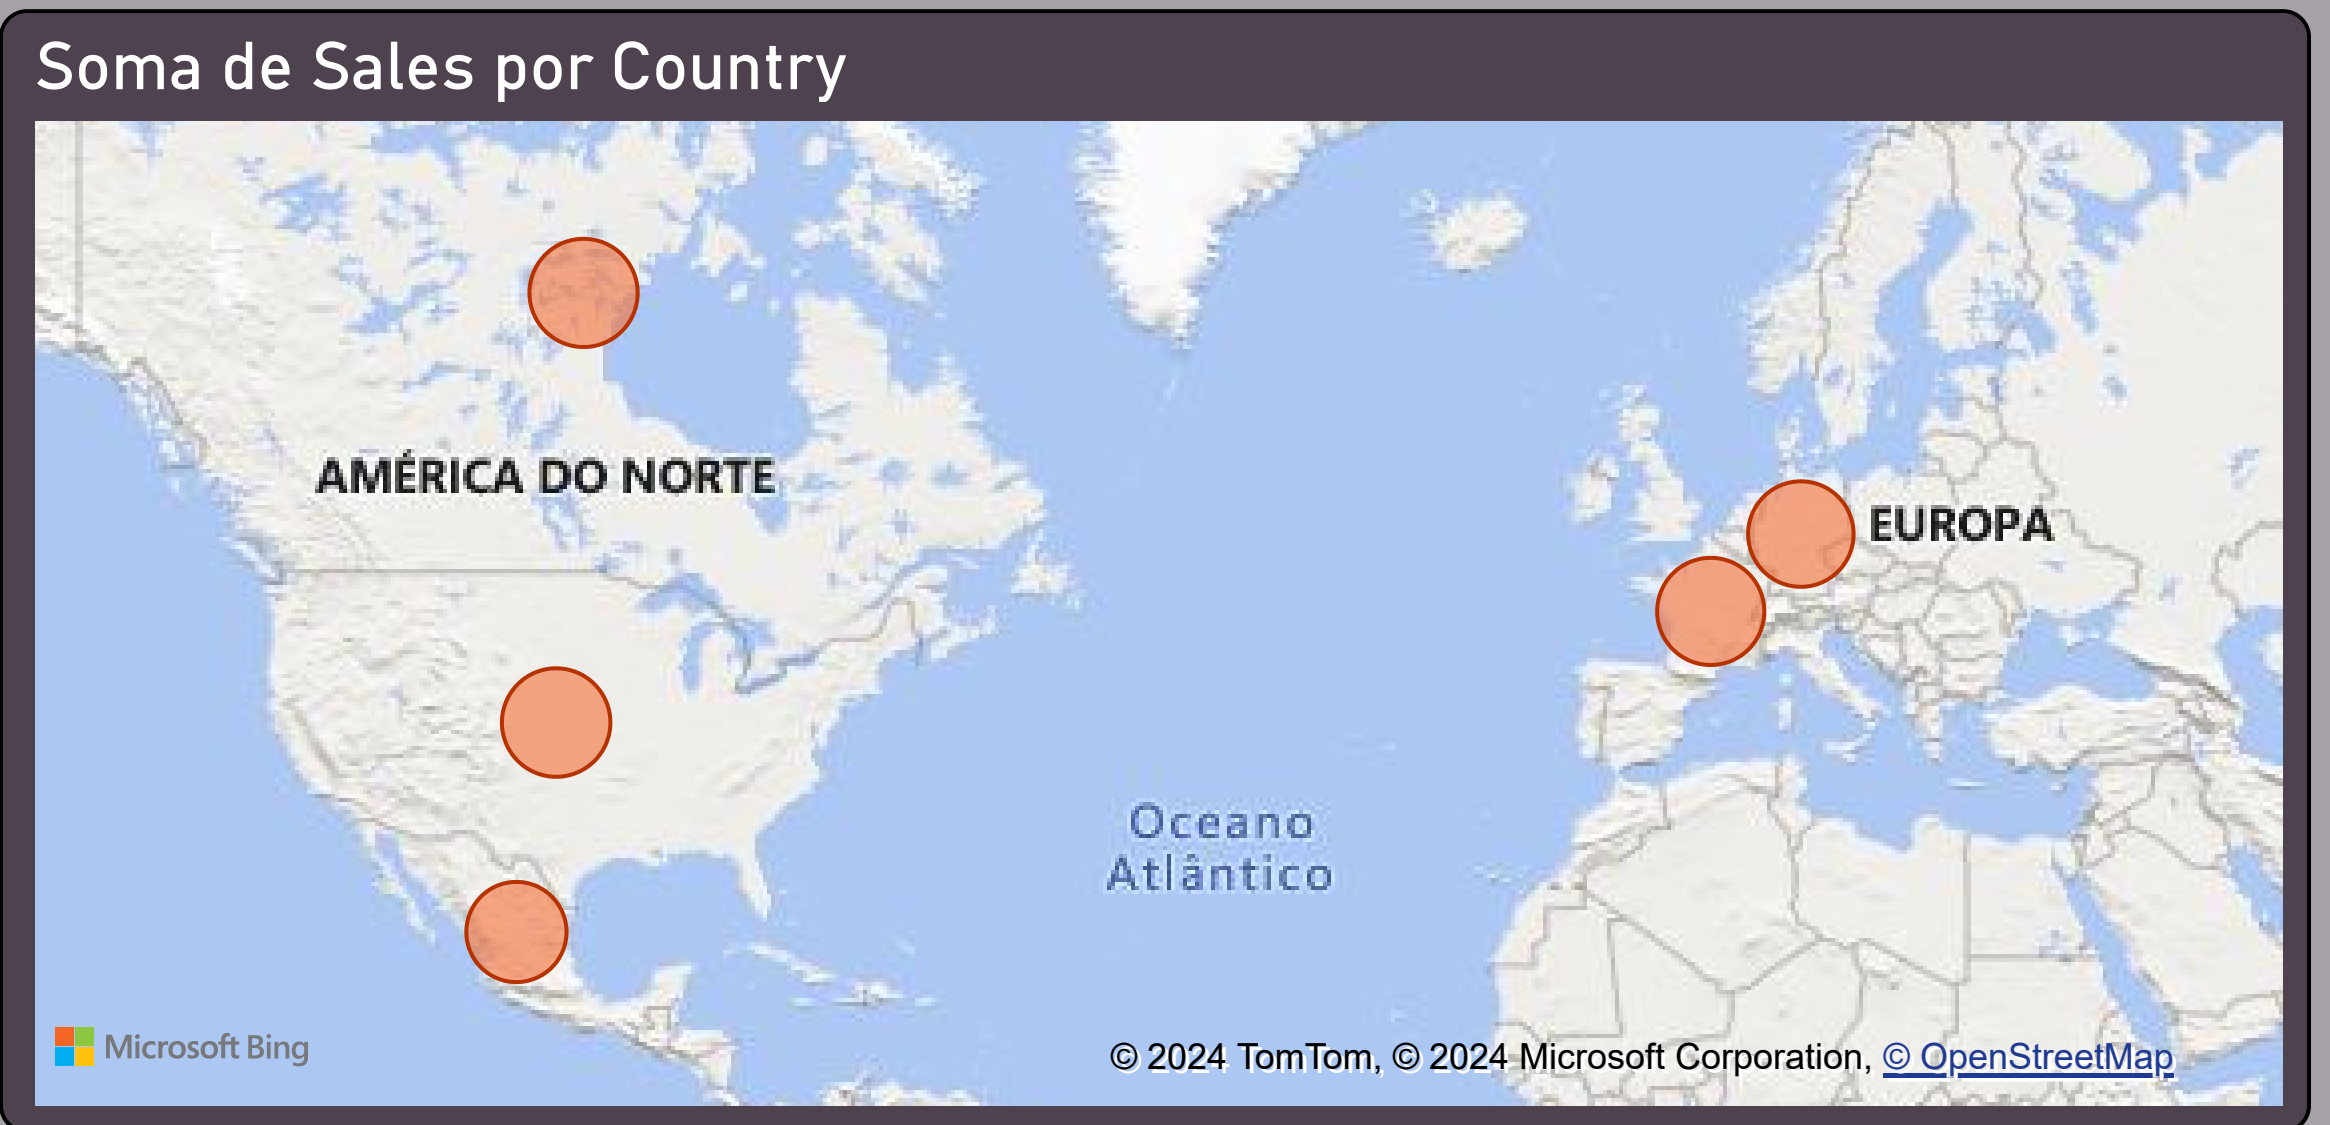 Soma de Sales por Country
AMÉRICA DO NORTE
EUROPA
Oceano
Atlântico
Microsoft Bing
© 2024 TomTom, © 2024 Microsoft Corporation, © OpenStreetMap